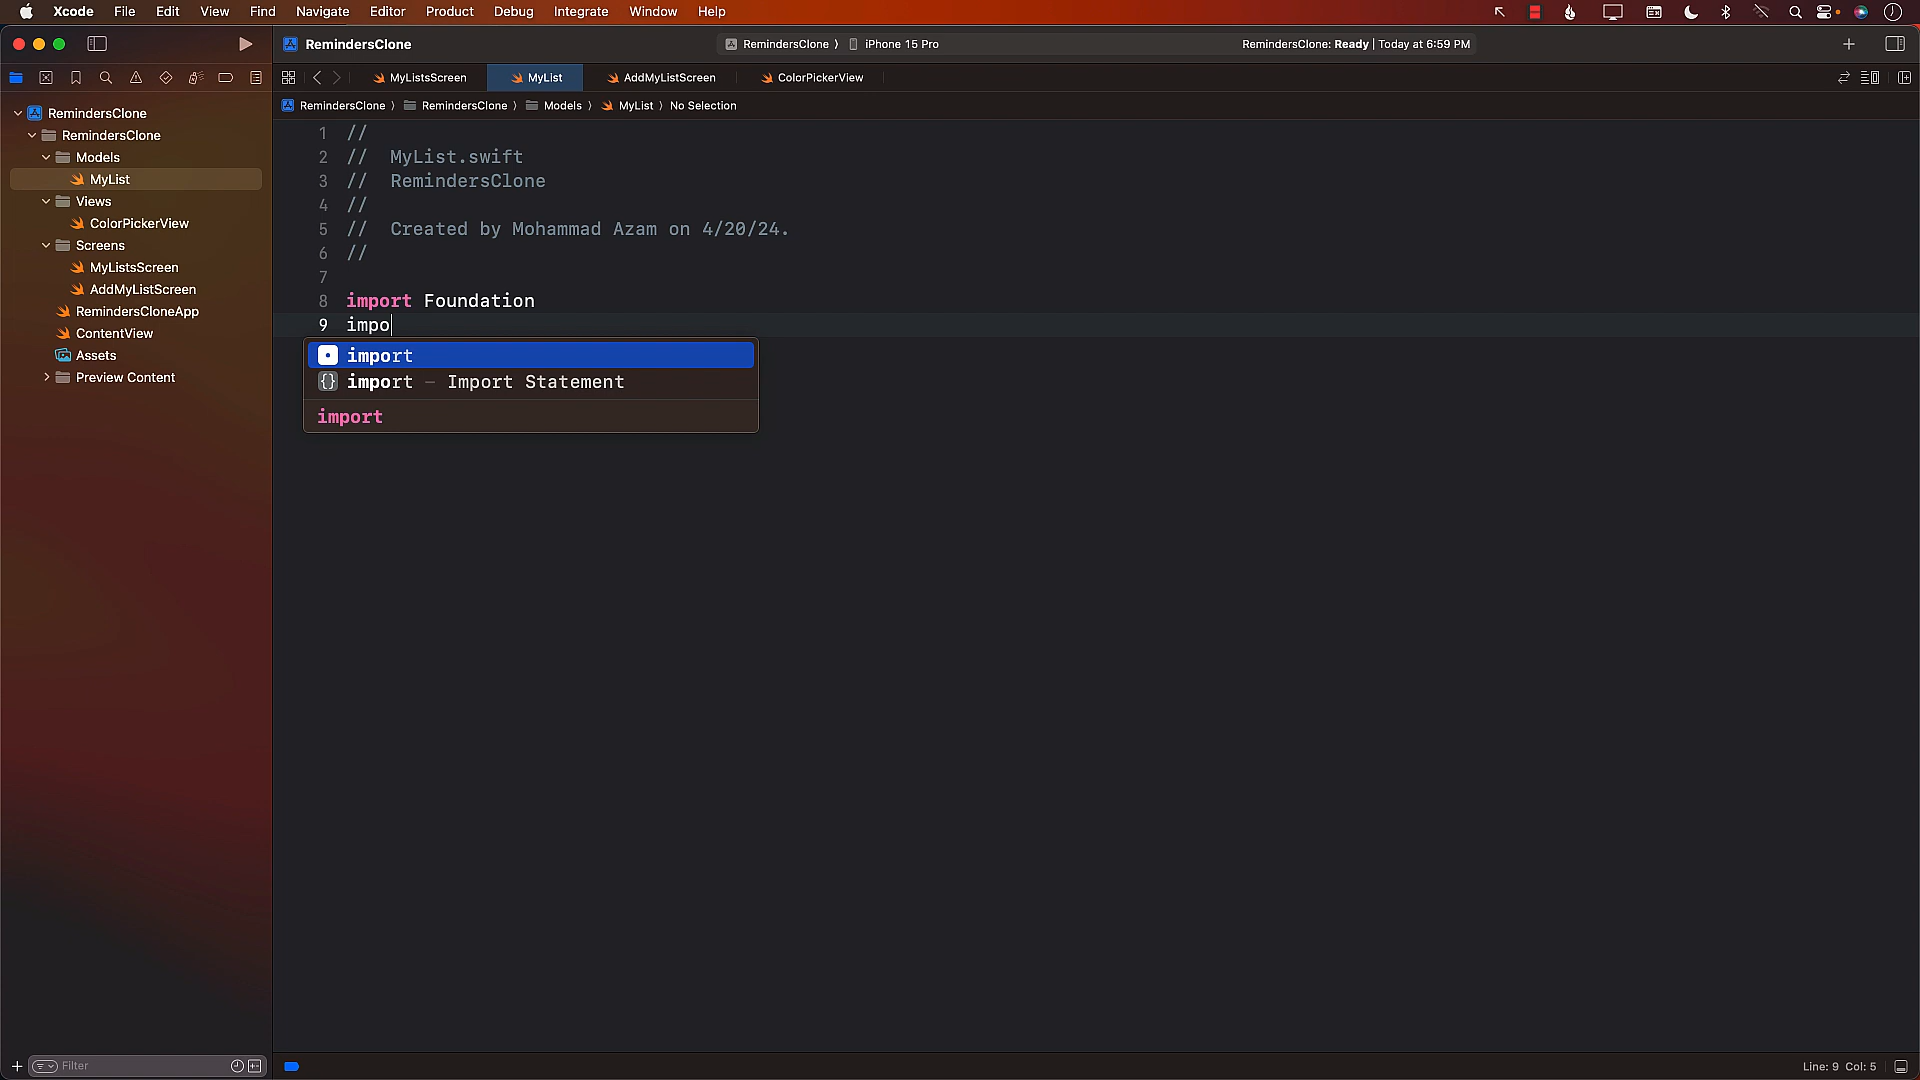 Xcode File Edit View Find Navigate Editor Product Debug Integrate Window Help
RemindersClone
RemindersClone ⟩ iPhone 15 Pro
RemindersClone: Ready | Today at 6:59 PM
MyListsScreen
MyList
AddMyListScreen
ColorPickerView
RemindersClone ⟩ RemindersClone ⟩ Models ⟩ MyList ⟩ No Selection
RemindersClone
RemindersClone
Models
MyList
Views
ColorPickerView
Screens
MyListsScreen
AddMyListScreen
RemindersCloneApp
ContentView
Assets
Preview Content
1 //
2 //  MyList.swift
3 //  RemindersClone
4 //
5 //  Created by Mohammad Azam on 4/20/24.
6 //
7
8 import Foundation
9 impo
import
{} import – Import Statement
import
Filter
Line: 9 Col: 5